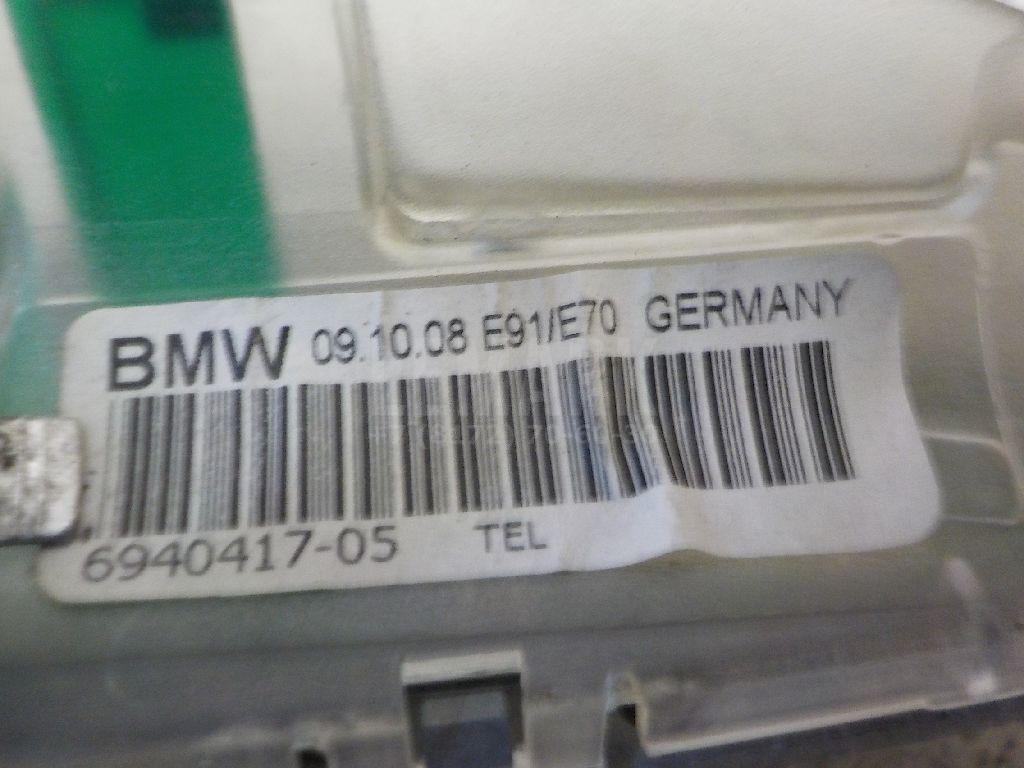 BMW 09.10.08 E91/E70 GERMANY
6940417-05 TEL